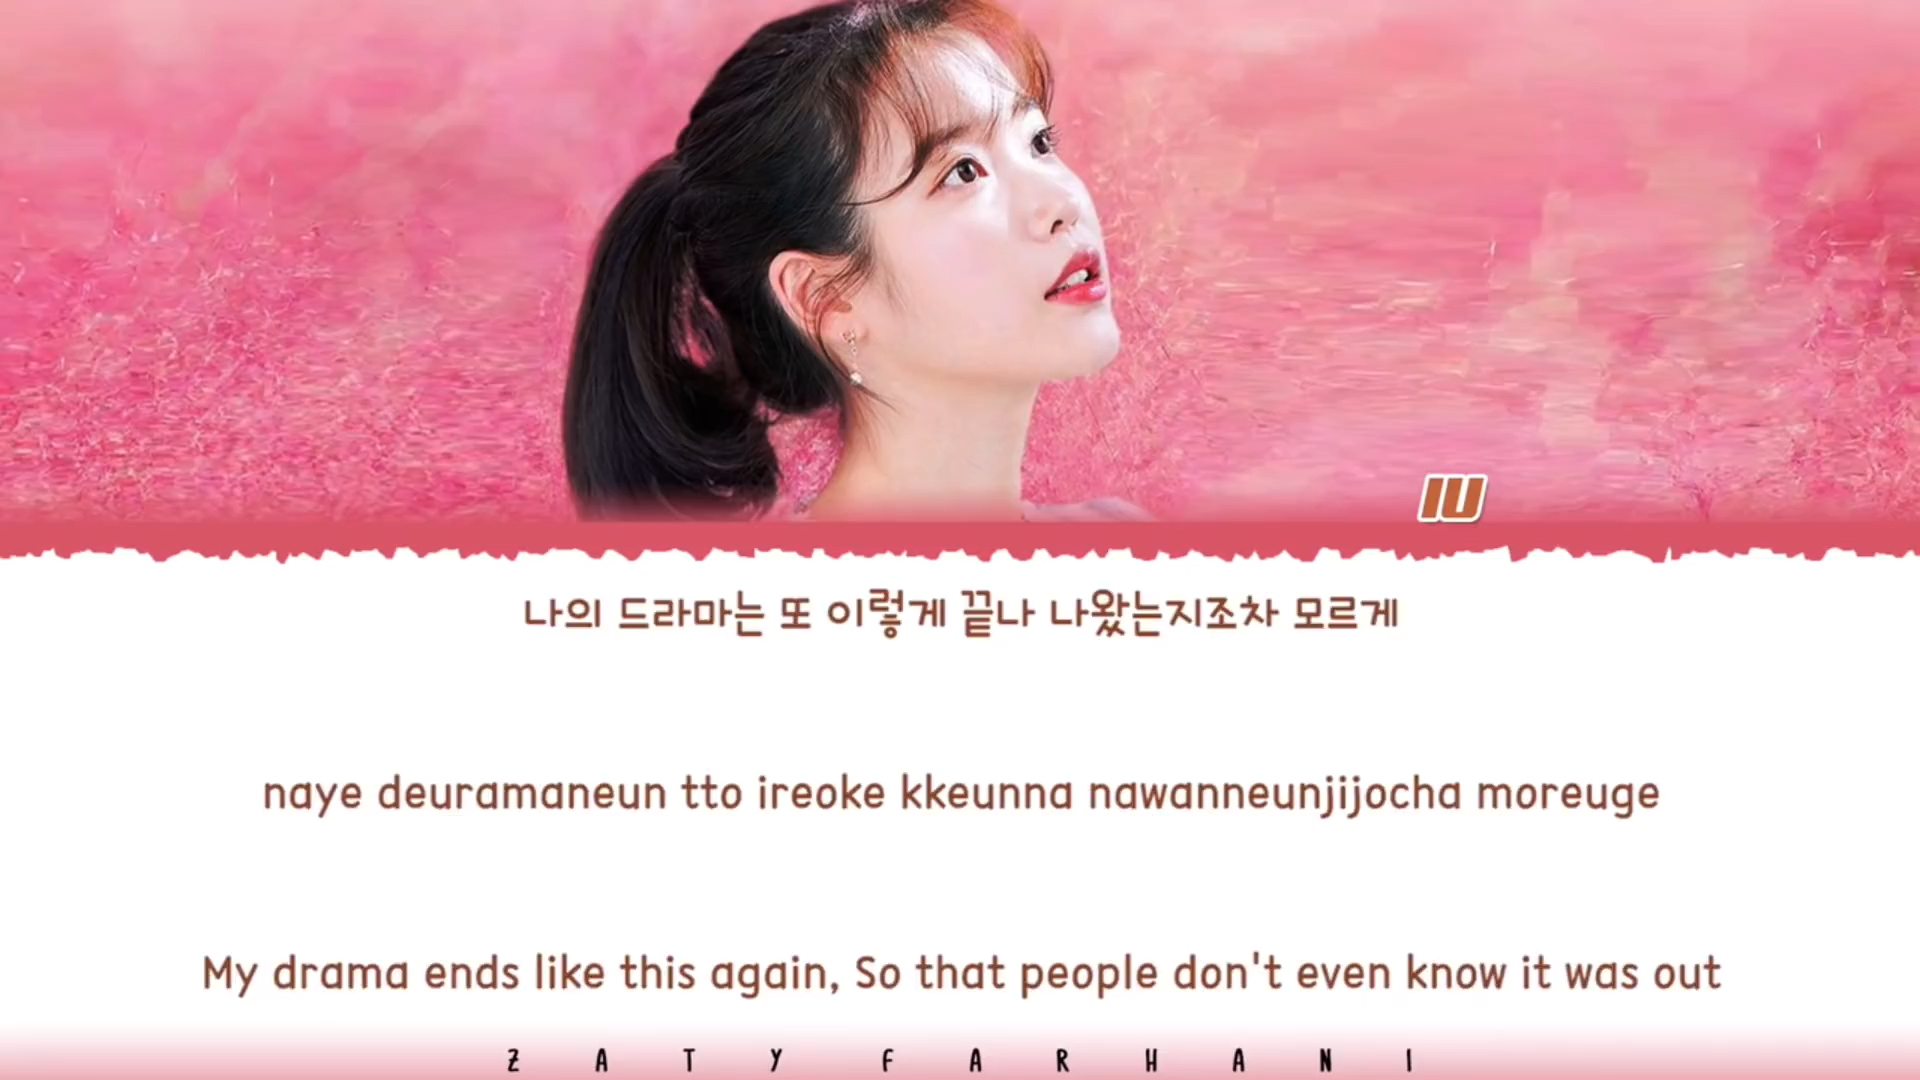 IU
나의 드라마는 또 이렇게 끝나 나왔는지조차 모르게
naye deuramaneun tto ireoke kkeunna nawanneunjijocha moreuge
My drama ends like this again, So that people don't even know it was out
ZATY FARHANI